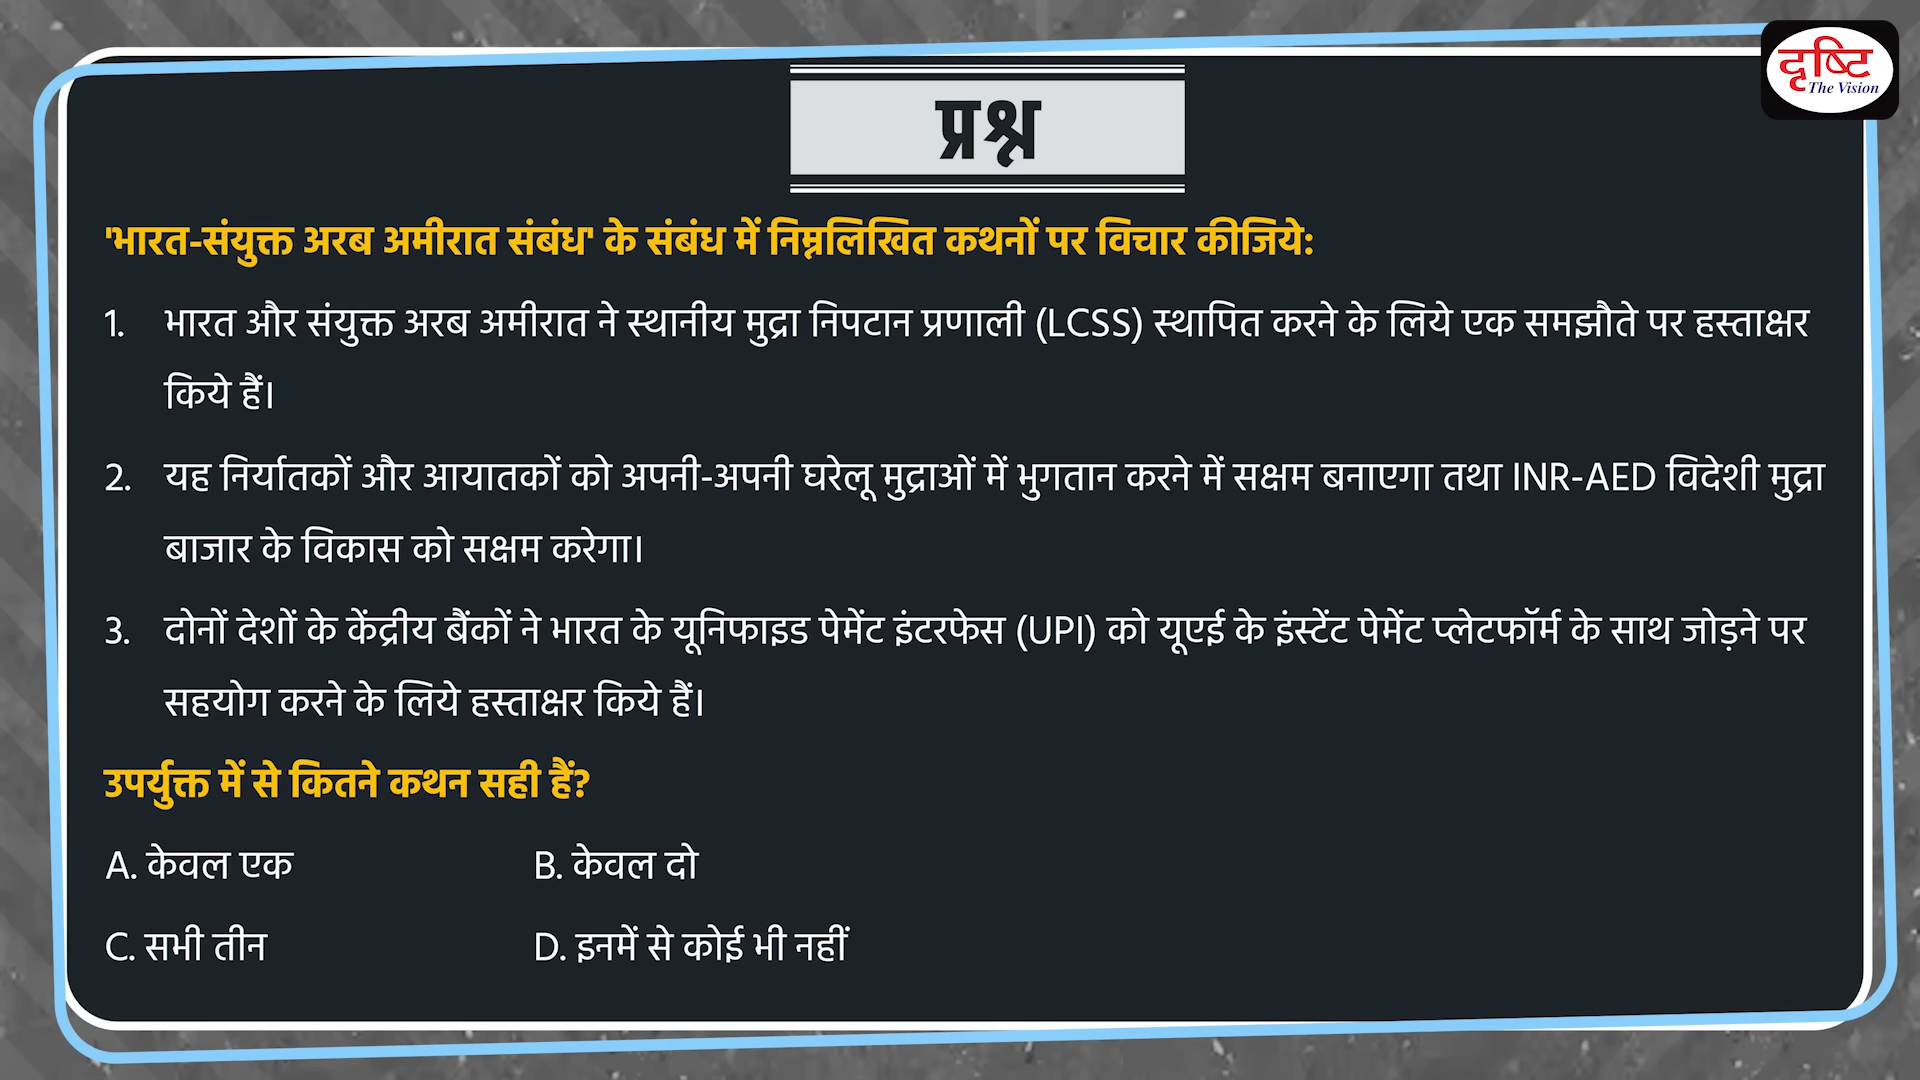 दृष्टि
The Vision
प्रश्न
'भारत-संयुक्त अरब अमीरात संबंध' के संबंध में निम्नलिखित कथनों पर विचार कीजिये:
1. भारत और संयुक्त अरब अमीरात ने स्थानीय मुद्रा निपटान प्रणाली (LCSS) स्थापित करने के लिये एक समझौते पर हस्ताक्षर
किये हैं।
2. यह निर्यातकों और आयातकों को अपनी-अपनी घरेलू मुद्राओं में भुगतान करने में सक्षम बनाएगा तथा INR-AED विदेशी मुद्रा
बाजार के विकास को सक्षम करेगा।
3. दोनों देशों के केंद्रीय बैंकों ने भारत के यूनिफाइड पेमेंट इंटरफेस (UPI) को यूएई के इंस्टेंट पेमेंट प्लेटफॉर्म के साथ जोड़ने पर
सहयोग करने के लिये हस्ताक्षर किये हैं।
उपर्युक्त में से कितने कथन सही हैं?
A. केवल एक B. केवल दो
C. सभी तीन D. इनमें से कोई भी नहीं